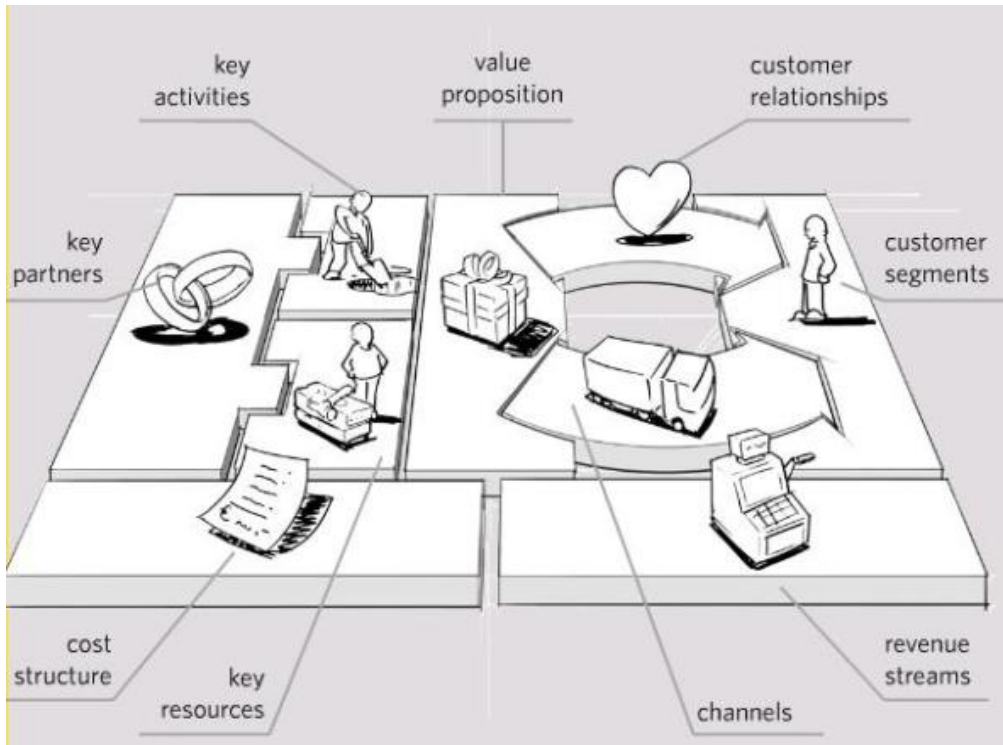 key
activities
value
proposition
customer
relationships
key
partners
customer
segments
cost
structure
key
resources
channels
revenue
streams